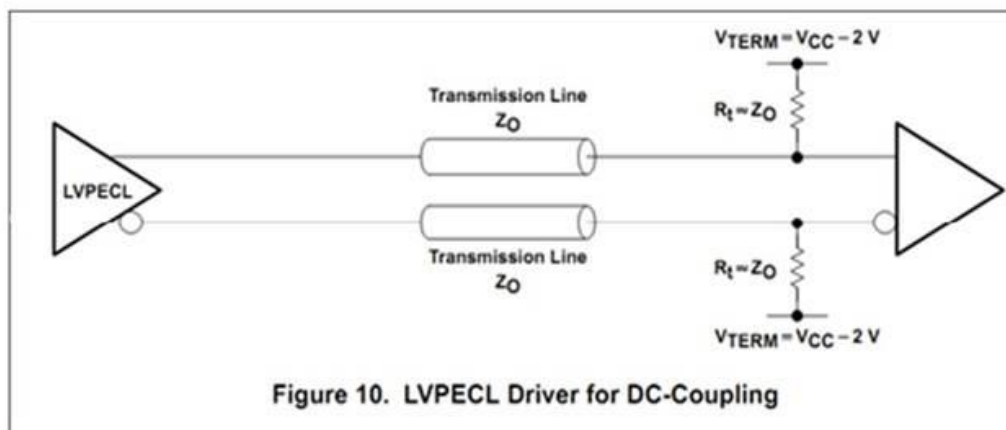 VTERM=VCC−2 V
Transmission Line
ZO
Rt≈ZO
LVPECL
Transmission Line
ZO
Rt≈ZO
VTERM=VCC−2 V
Figure 10. LVPECL Driver for DC-Coupling